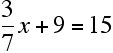 3/7 x + 9 = 15